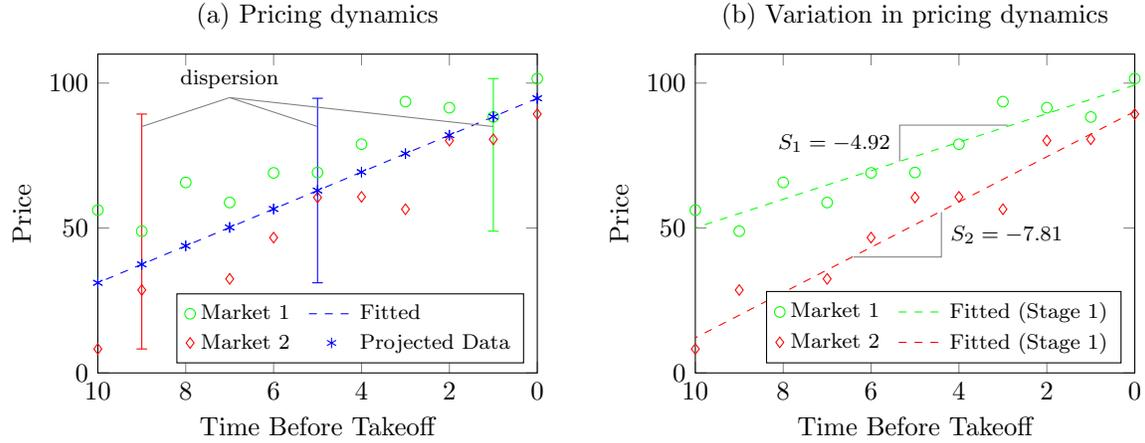 (a) Pricing dynamics
100
50
0
Price
dispersion
Market 1
Fitted
Market 2
Projected Data
10 8 6 4 2 0
Time Before Takeoff
(b) Variation in pricing dynamics
100
50
0
Price
S1 = −4.92
S2 = −7.81
Market 1
Fitted (Stage 1)
Market 2
Fitted (Stage 1)
10 8 6 4 2 0
Time Before Takeoff